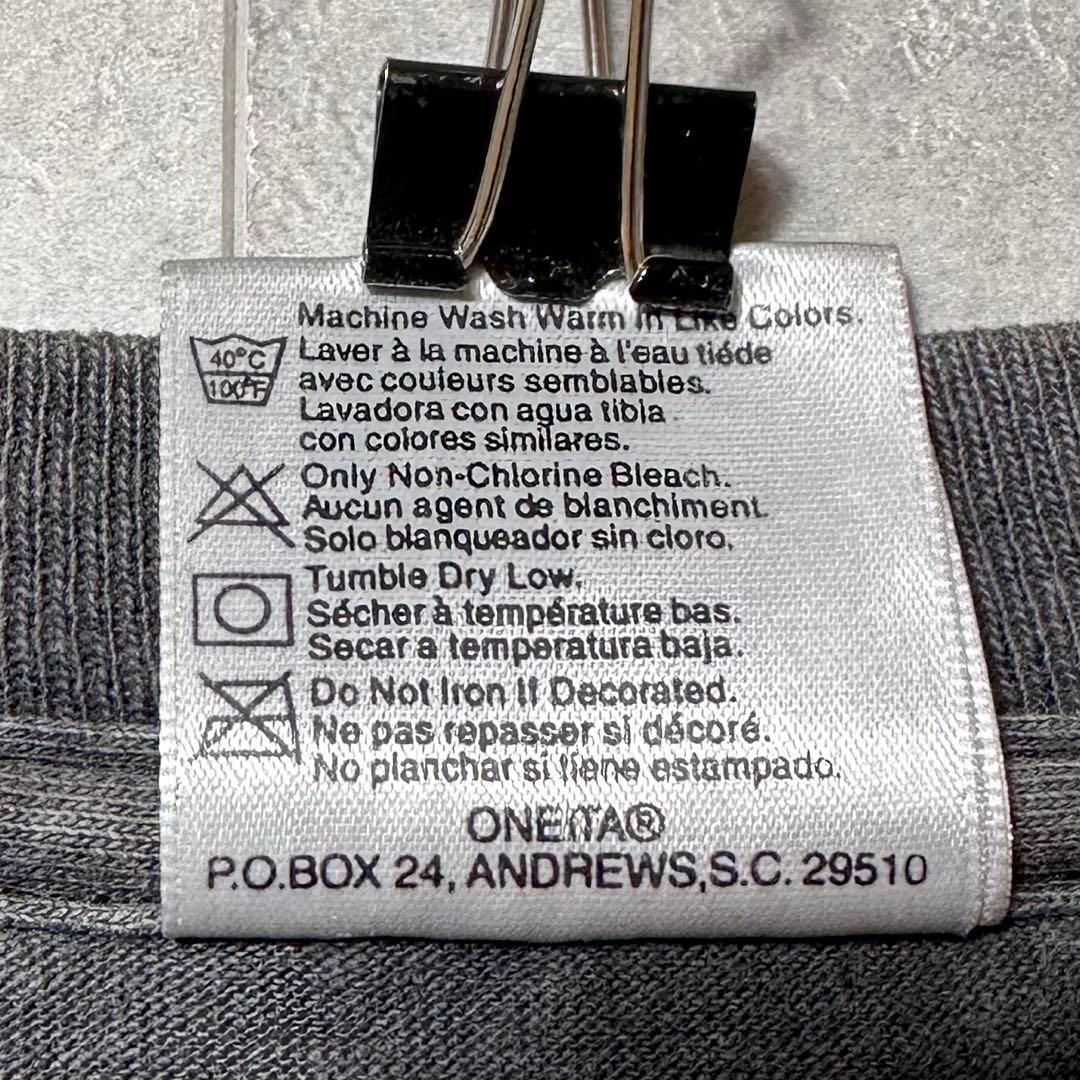 Machine Wash Warm In Like Colors.
40°C
100°F
Laver à la machine à l'eau tiéde
avec couleurs semblables.
Lavadora con agua tibia
con colores similares.
Only Non-Chlorine Bleach.
Aucun agent de blanchiment
Solo blanqueador sin cloro.
Tumble Dry Low.
Sécher à température bas.
Secar a temperatura baja.
Do Not Iron If Decorated.
Ne pas repasser si décoré.
No planchar si tiene estampado.
ONEITA®
P.O.BOX 24, ANDREWS,S.C. 29510